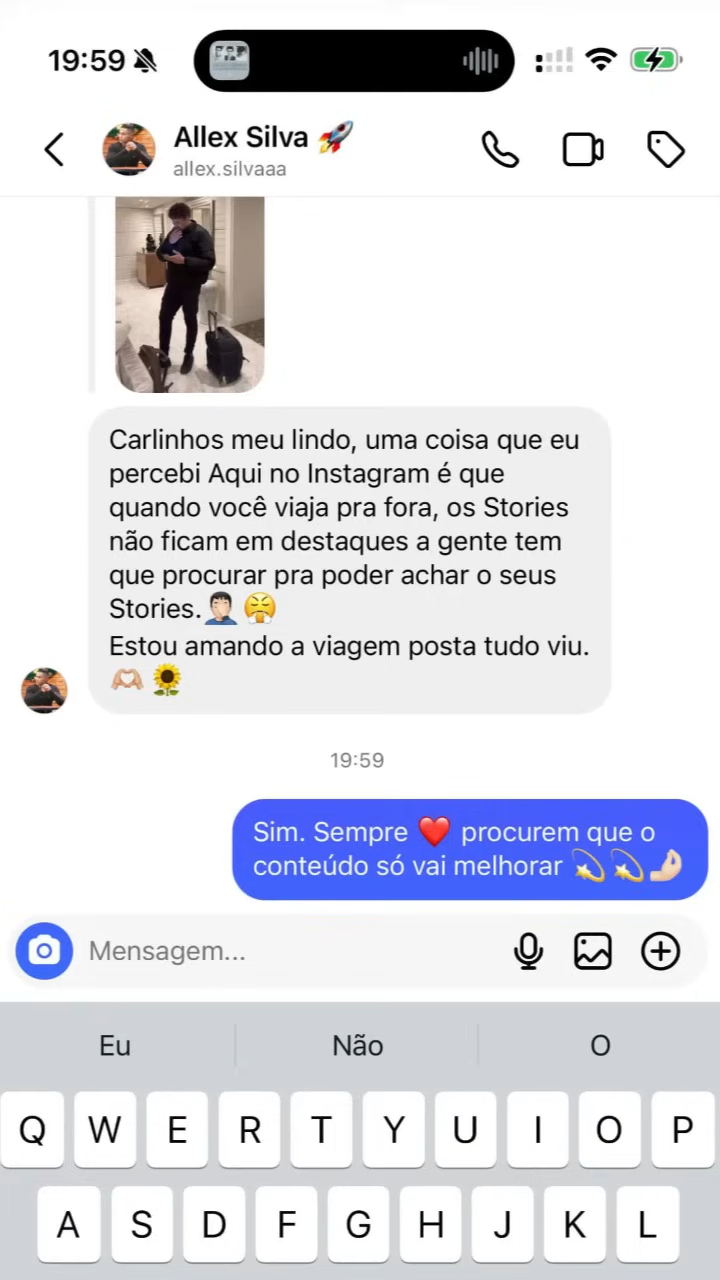 19:59
Allex Silva 🚀
allex.silvaaa
Carlinhos meu lindo, uma coisa que eu
percebi Aqui no Instagram é que
quando você viaja pra fora, os Stories
não ficam em destaques a gente tem
que procurar pra poder achar o seus
Stories.🤦🏻‍♂️😤
Estou amando a viagem posta tudo viu.
🫶🏼🌻
19:59
Sim. Sempre ❤️ procurem que o
conteúdo só vai melhorar 💫💫🤌🏻
Mensagem...
Eu Não O
Q W E R T Y U I O P
A S D F G H J K L